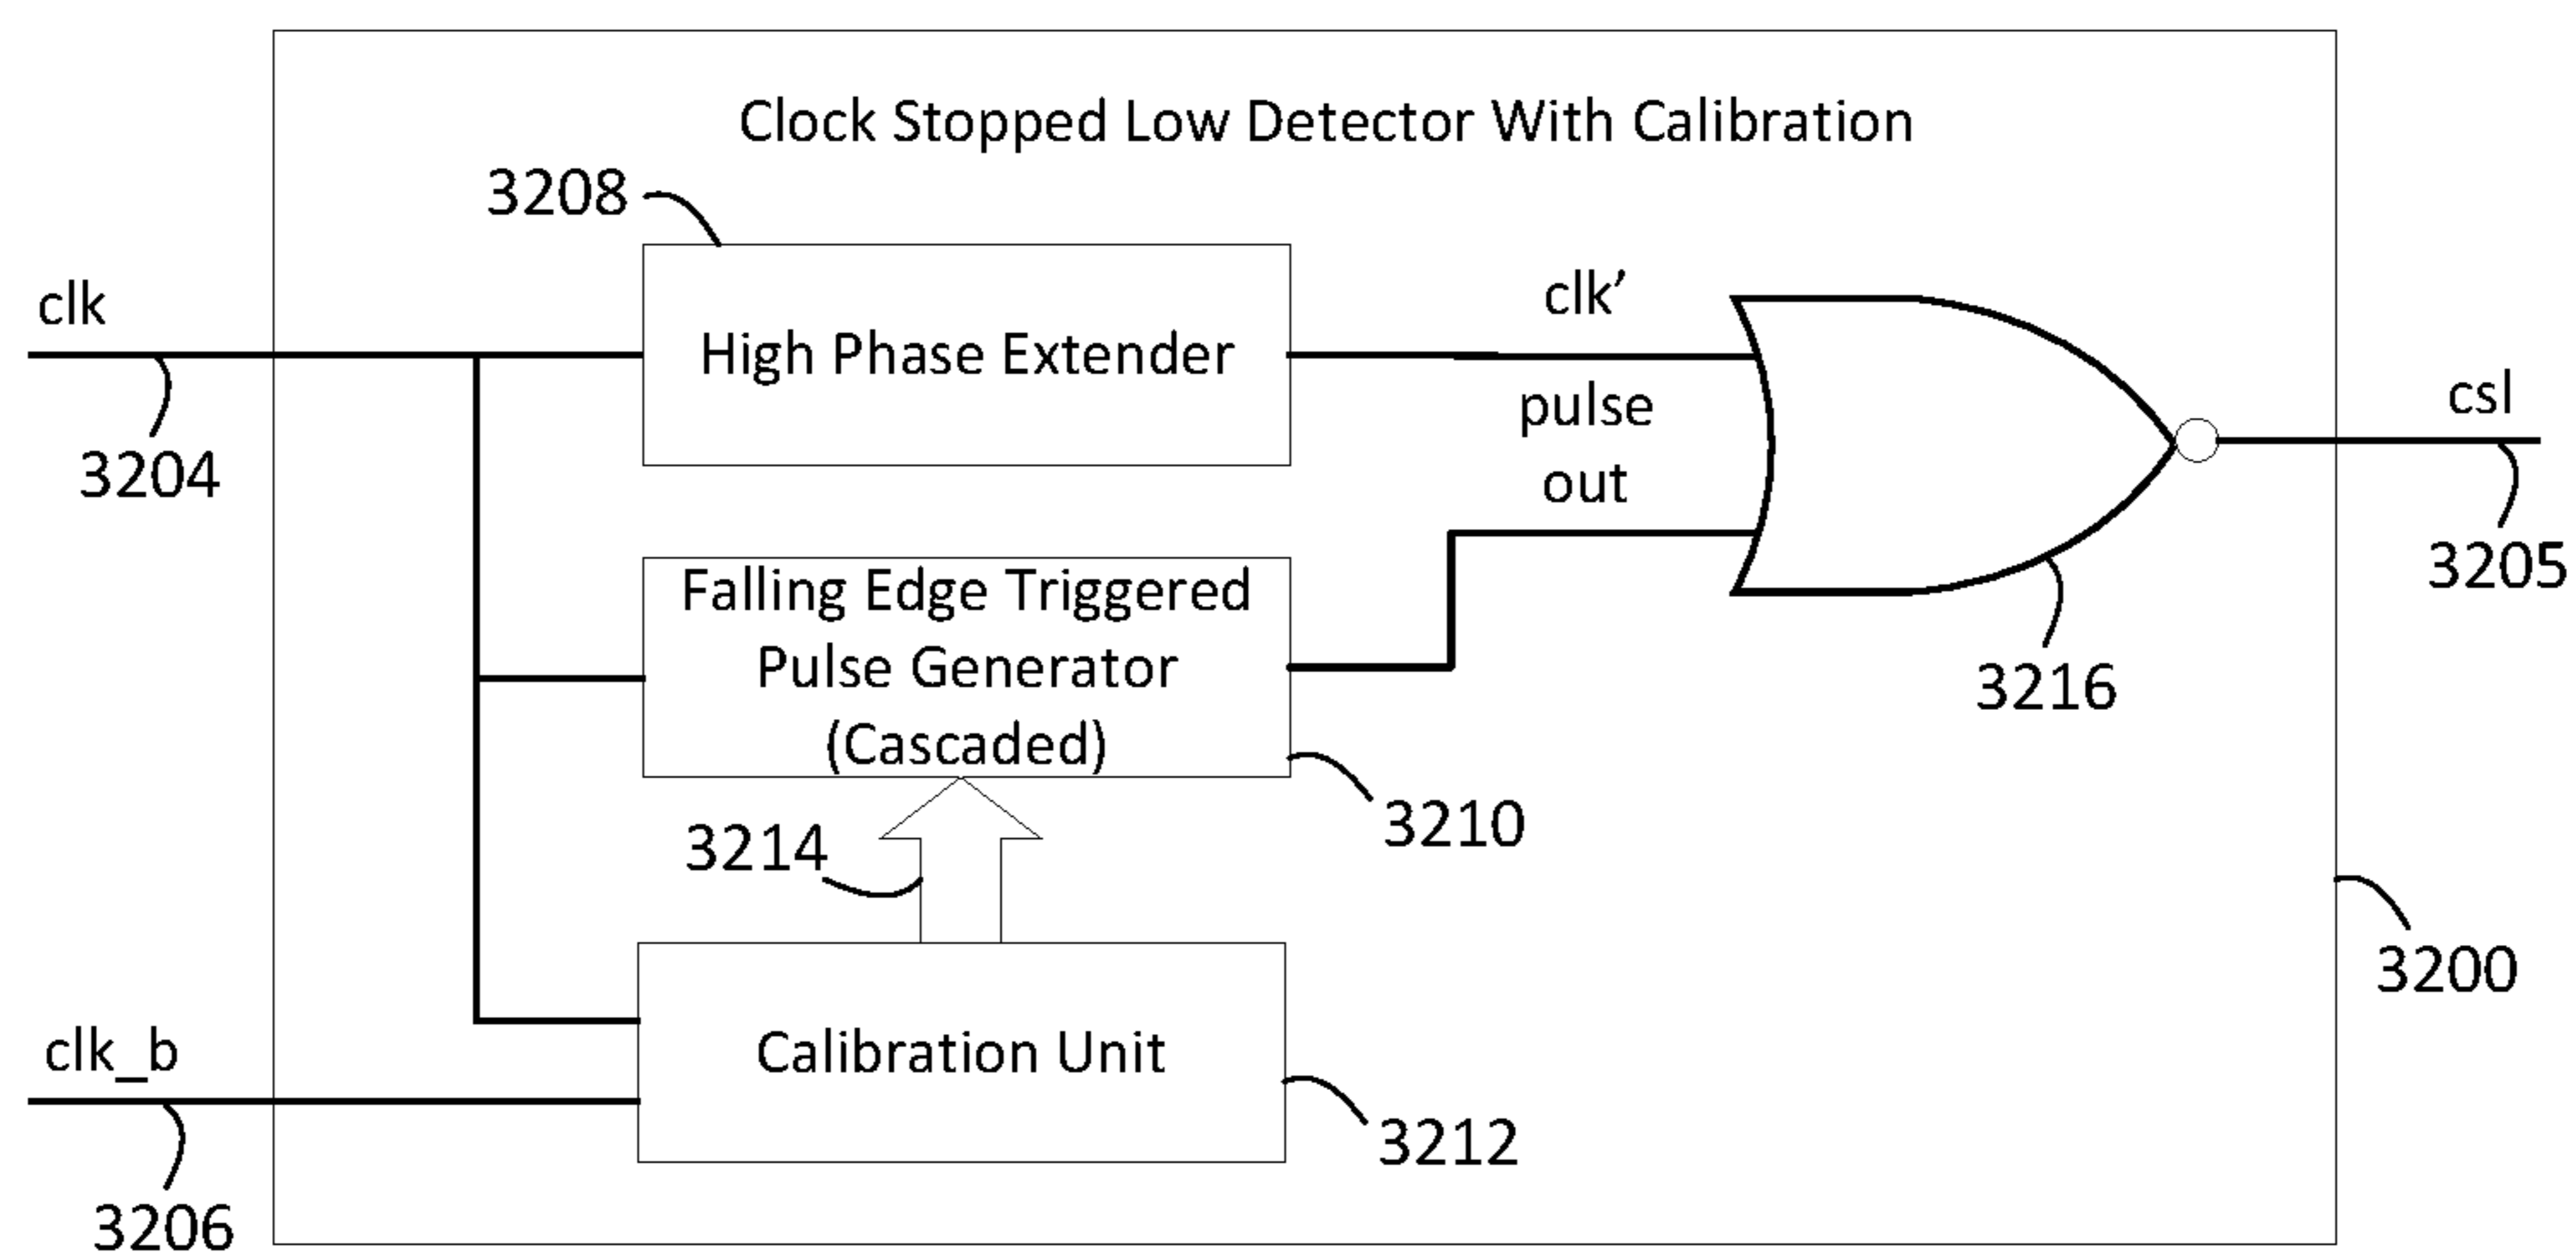 Clock Stopped Low Detector With Calibration
3208
clk
3204
High Phase Extender
clk’
pulse
out
csl
3205
3216
Falling Edge Triggered
Pulse Generator
(Cascaded)
3210
3214
3200
clk_b
3206
Calibration Unit
3212